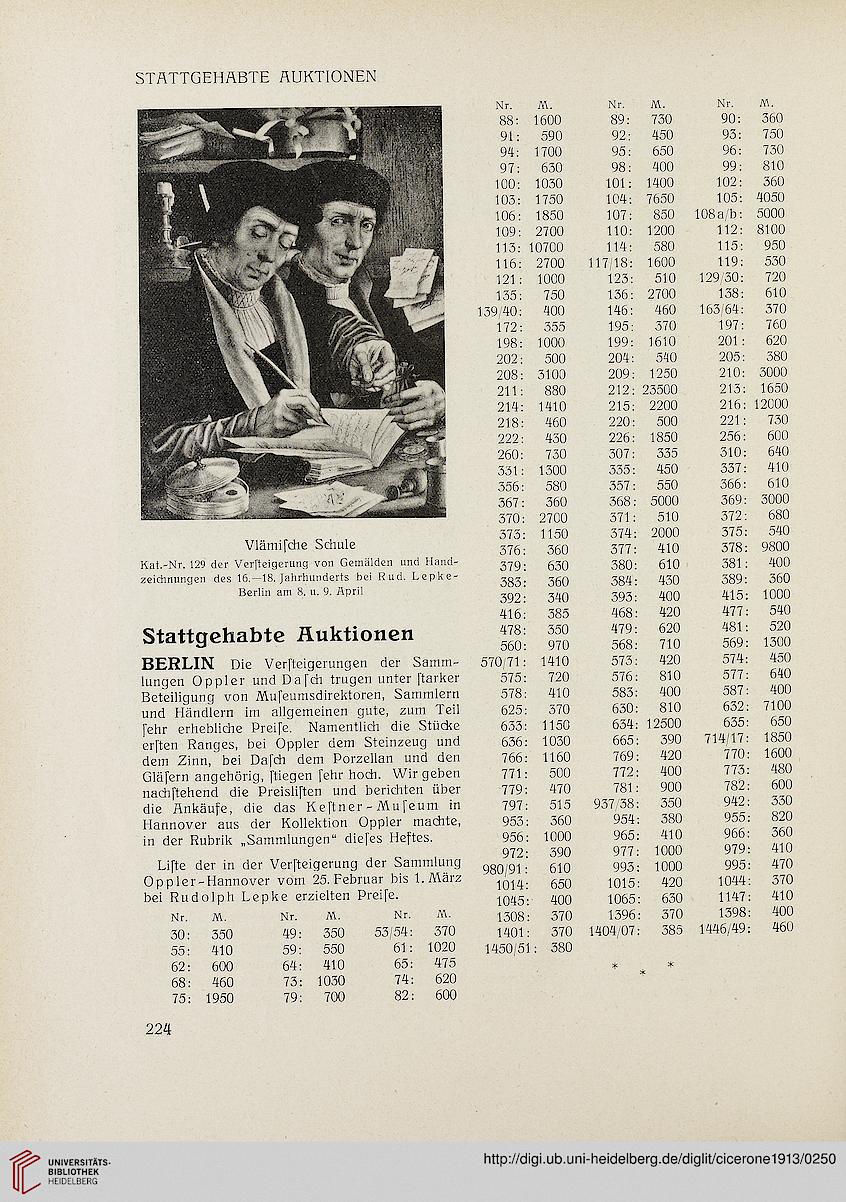 STATTGEHABTE AUKTIONEN
Vlämiſche Schule
Kat.-Nr. 129 der Verſteigerung von Gemälden und Hand-
zeichnungen des 16.—18. Jahrhunderts bei Rud. Lepke-
Berlin am 8. u. 9. April
Stattgehabte Auktionen
BERLIN Die Verſteigerungen der Samm-
lungen Oppler und Daſch trugen unter ſtarker
Beteiligung von Muſeumsdirektoren, Sammlern
und Händlern im allgemeinen gute, zum Teil
ſehr erhebliche Preiſe. Namentlich die Stücke
erſten Ranges, bei Oppler dem Steinzeug und
dem Zinn, bei Daſch dem Porzellan und den
Gläſern angehörig, ſtiegen ſehr hoch. Wir geben
nachſtehend die Preisliſten und berichten über
die Ankäufe, die das Keſtner-Muſeum in
Hannover aus der Kollektion Oppler machte,
in der Rubrik „Sammlungen“ dieſes Heftes.
Liſte der in der Verſteigerung der Sammlung
Oppler-Hannover vom 25. Februar bis 1. März
bei Rudolph Lepke erzielten Preiſe.
Nr. M. Nr. M. Nr. M.
30: 350 49: 350 53/54: 370
55: 410 59: 550 61: 1020
62: 600 64: 410 65: 475
68: 460 73: 1030 74: 620
75: 1950 79: 700 82: 600
Nr. M. Nr. M. Nr. M.
88: 1600 89: 730 90: 360
91: 590 92: 450 93: 750
94: 1700 95: 650 96: 730
97: 630 98: 400 99: 810
100: 1030 101: 1400 102: 360
103: 1750 104: 7650 105: 4050
106: 1850 107: 850 108a/b: 5000
109: 2700 110: 1200 112: 8100
113: 10700 114: 580 115: 950
116: 2700 117/18: 1600 119: 530
121: 1000 123: 510 129/30: 720
135: 750 136: 2700 138: 610
139/40: 400 146: 460 163/64: 370
172: 355 195: 370 197: 760
198: 1000 199: 1610 201: 620
202: 500 204: 540 205: 380
208: 3100 209: 1250 210: 3000
211: 880 212: 23500 213: 1650
214: 1410 215: 2200 216: 12000
218: 460 220: 500 221: 730
222: 430 226: 1850 256: 600
260: 730 307: 335 310: 640
331: 1300 335: 450 337: 410
356: 580 357: 550 366: 610
367: 360 368: 5000 369: 3000
370: 2700 371: 510 372: 680
373: 1150 374: 2000 375: 540
376: 360 377: 410 378: 9800
379: 630 380: 610 381: 400
383: 360 384: 430 389: 360
392: 340 393: 400 415: 1000
416: 385 468: 420 477: 540
478: 350 479: 620 481: 520
560: 970 568: 710 569: 1300
570/71: 1410 573: 420 574: 450
575: 720 576: 810 577: 640
578: 410 583: 400 587: 400
625: 370 630: 810 632: 7100
633: 1150 634: 12500 635: 650
636: 1030 665: 390 714/17: 1850
766: 1160 769: 420 770: 1600
771: 500 772: 400 773: 480
779: 470 781: 900 782: 600
797: 515 937/38: 350 942: 330
953: 360 954: 380 955: 820
956: 1000 965: 410 966: 360
972: 390 977: 1000 979: 410
980/91: 610 993: 1000 995: 470
1014: 650 1015: 420 1044: 370
1045: 400 1065: 630 1147: 410
1308: 370 1396: 370 1398: 400
1401: 370 1404/07: 385 1446/49: 460
1450/51: 380
* * *
224
UNIVERSITÄTS-
BIBLIOTHEK
HEIDELBERG
http://digi.ub.uni-heidelberg.de/diglit/cicerone1913/0250